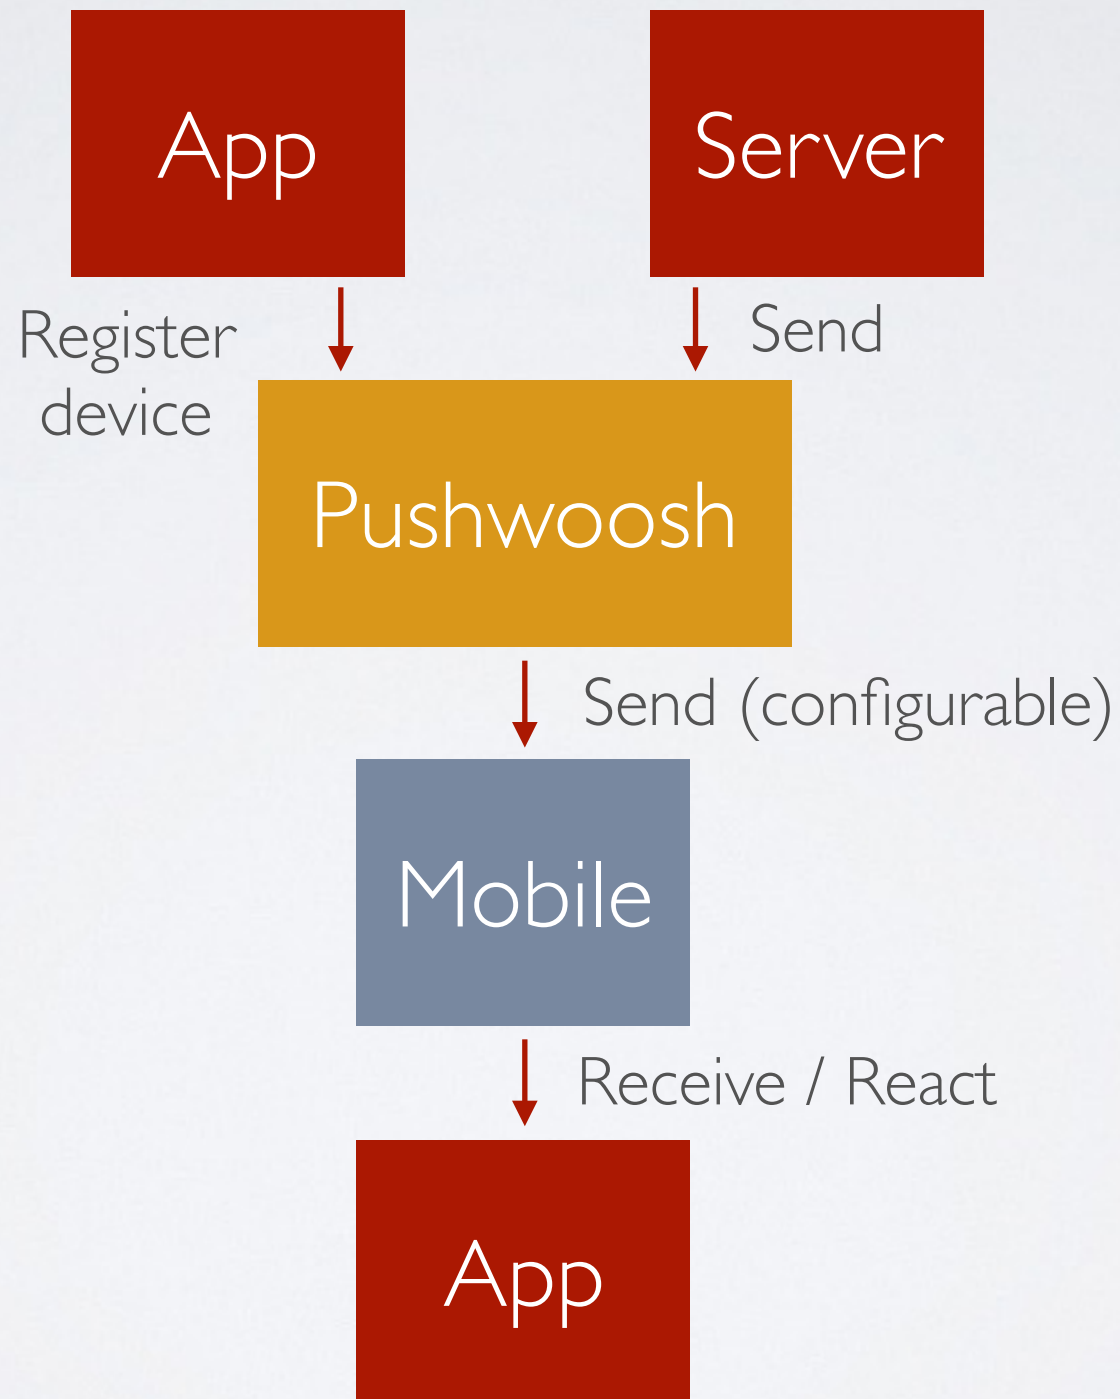 App
Server
Register
device
Send
Pushwoosh
Send (configurable)
Mobile
Receive / React
App